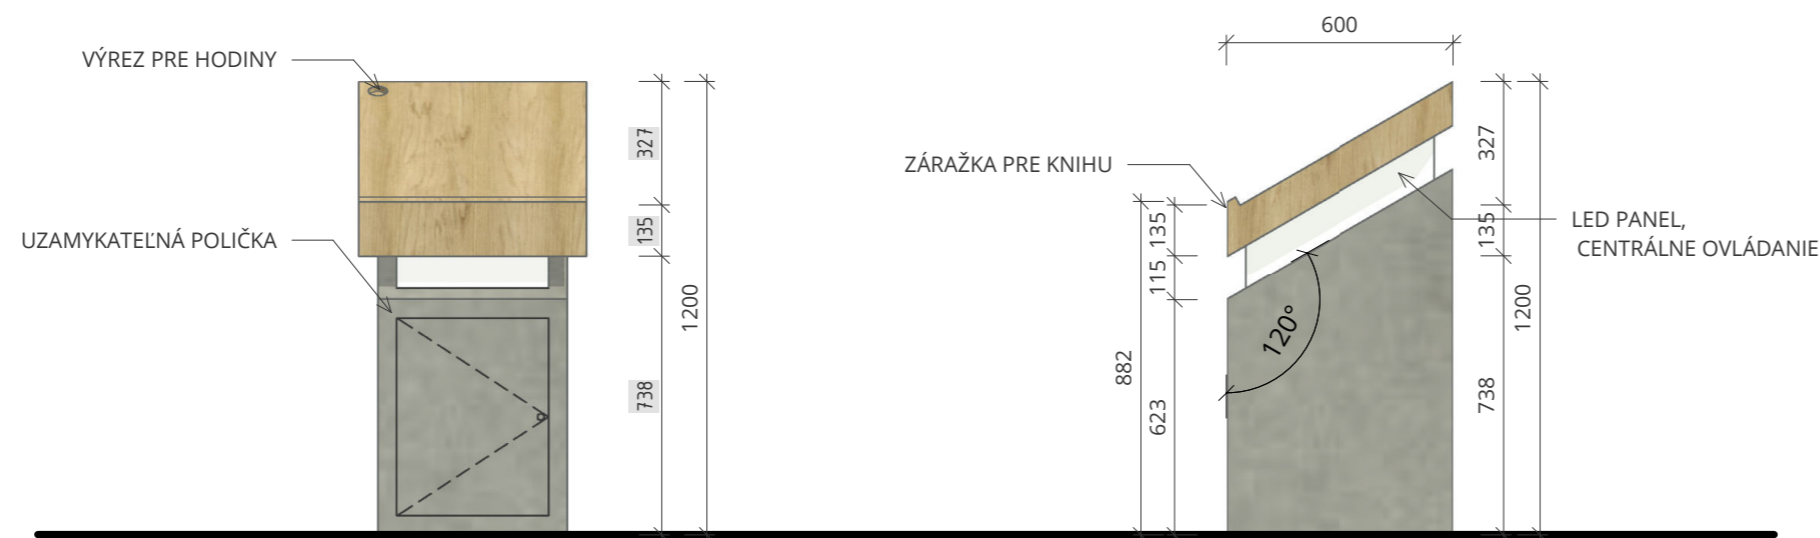 600
VÝREZ PRE HODINY
327
1200
327
ZÁRAŽKA PRE KNIHU
135
135
135
LED PANEL,
CENTRÁLNE OVLÁDANIE
UZAMYKATEĽNÁ POLIČKA
115
1200
120°
882
738
623
738